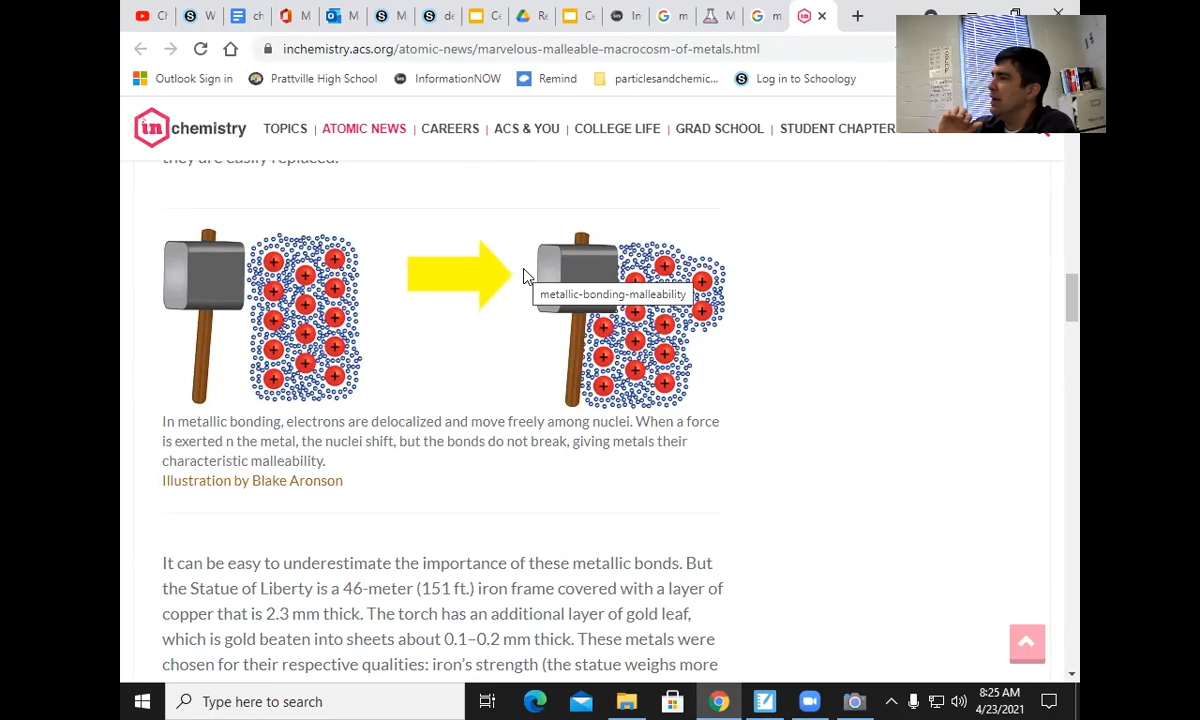 Cl
W
ch
M
M
M
de
Ce
Re
Ce
In
m
M
m
inchemistry.acs.org/atomic-news/marvelous-malleable-macrocosm-of-metals.html
Outlook Sign in
Prattville High School
InformationNOW
Remind
particlesandchemic...
Log in to Schoology
in chemistry
TOPICS | ATOMIC NEWS | CAREERS | ACS & YOU | COLLEGE LIFE | GRAD SCHOOL | STUDENT CHAPTER
they are easily replaced.
metallic-bonding-malleability
In metallic bonding, electrons are delocalized and move freely among nuclei. When a force
is exerted n the metal, the nuclei shift, but the bonds do not break, giving metals their
characteristic malleability.
Illustration by Blake Aronson
It can be easy to underestimate the importance of these metallic bonds. But
the Statue of Liberty is a 46-meter (151 ft.) iron frame covered with a layer of
copper that is 2.3 mm thick. The torch has an additional layer of gold leaf,
which is gold beaten into sheets about 0.1–0.2 mm thick. These metals were
chosen for their respective qualities: iron's strength (the statue weighs more
Type here to search
8:25 AM
4/23/2021